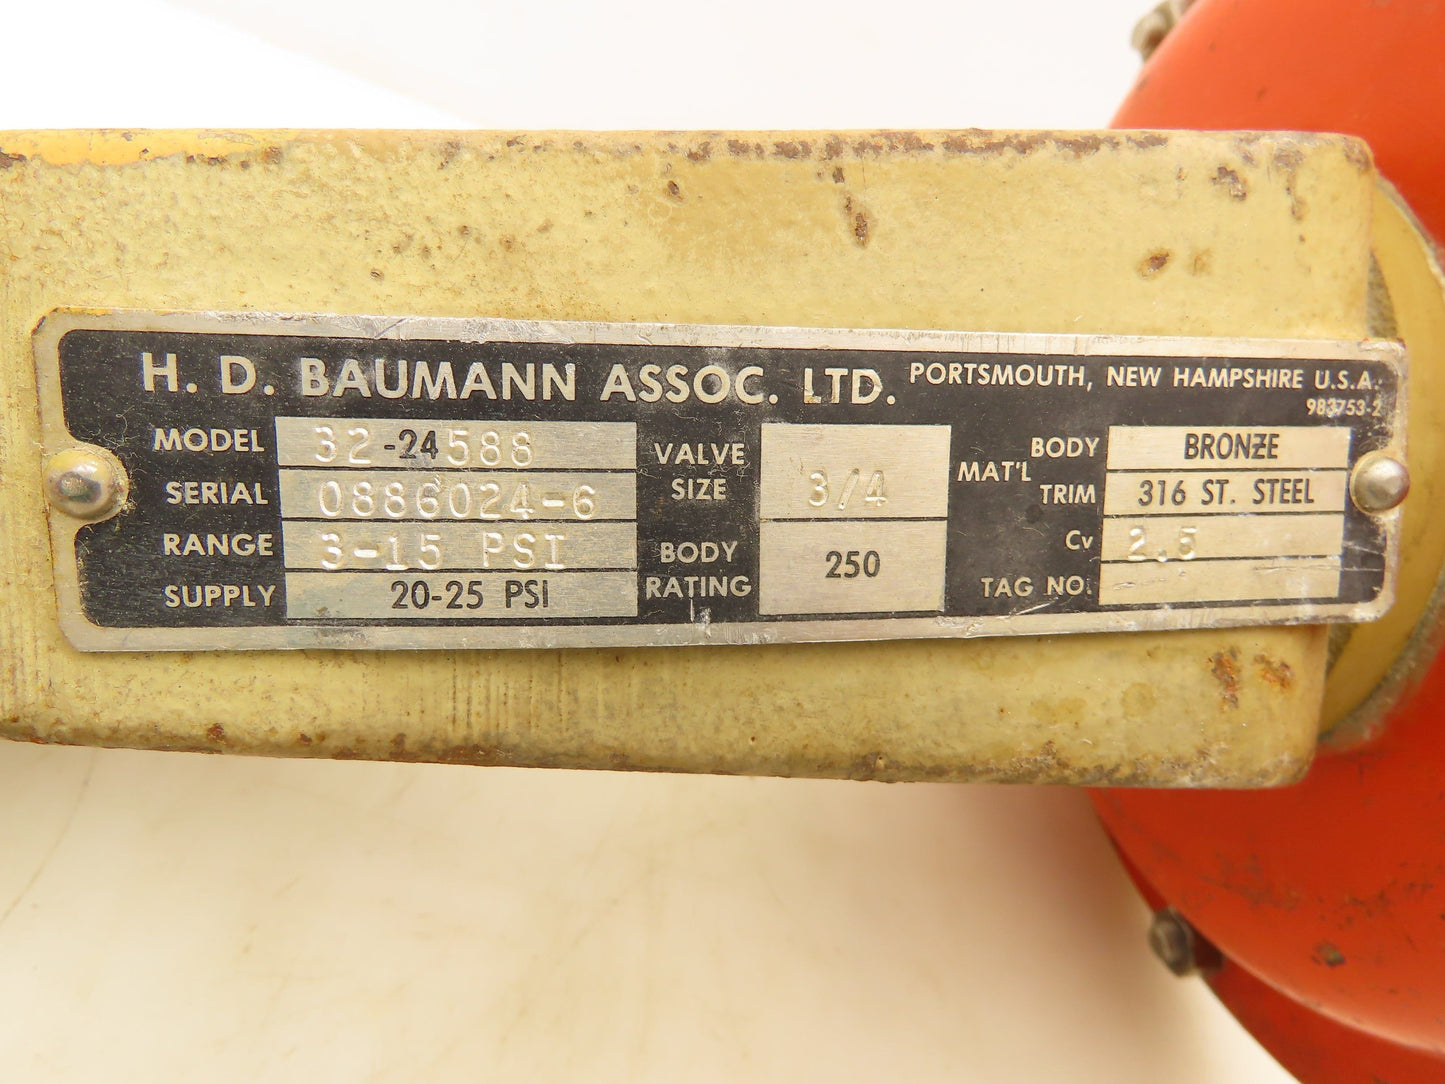 H. D. BAUMANN ASSOC. LTD. PORTSMOUTH, NEW HAMPSHIRE U.S.A.
983753-2
MODEL 32-24588
SERIAL 0886024-6
RANGE 3-15 PSI
SUPPLY 20-25 PSI
VALVE SIZE 3/4
BODY RATING 250
MAT'L BODY BRONZE
TRIM 316 ST. STEEL
Cv 2.5
TAG NO.